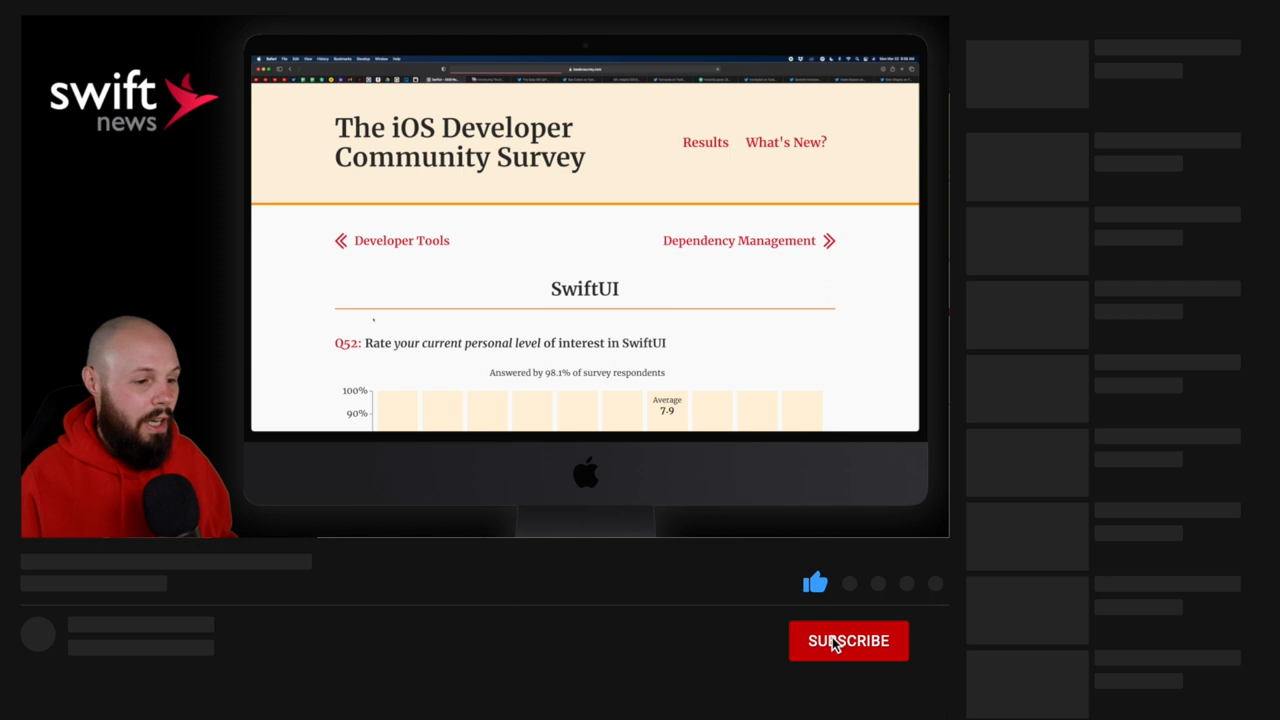 swift
news
The iOS Developer
Community Survey
Results What's New?
Developer Tools
Dependency Management
SwiftUI
Q52: Rate your current personal level of interest in SwiftUI
Answered by 98.1% of survey respondents
100%
90%
Average
7.9
SUBSCRIBE